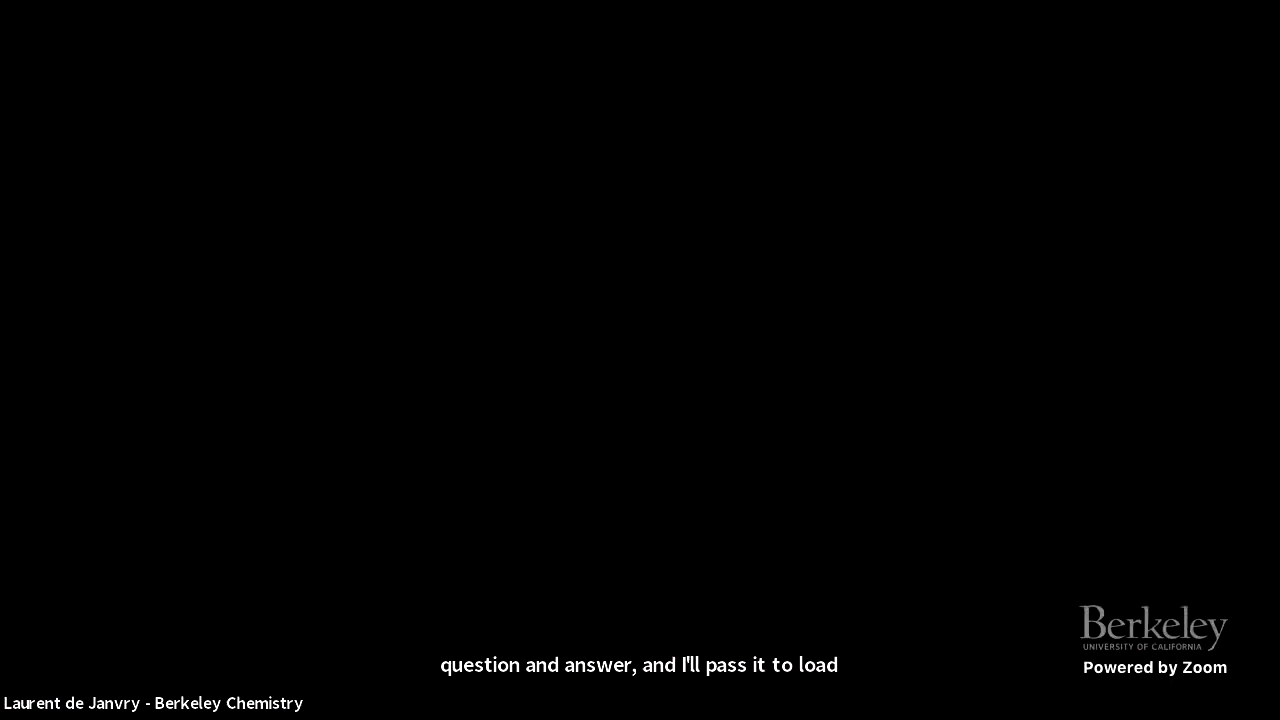 Berkeley
UNIVERSITY OF CALIFORNIA
question and answer, and I'll pass it to load
Powered by Zoom
Laurent de Janvry - Berkeley Chemistry